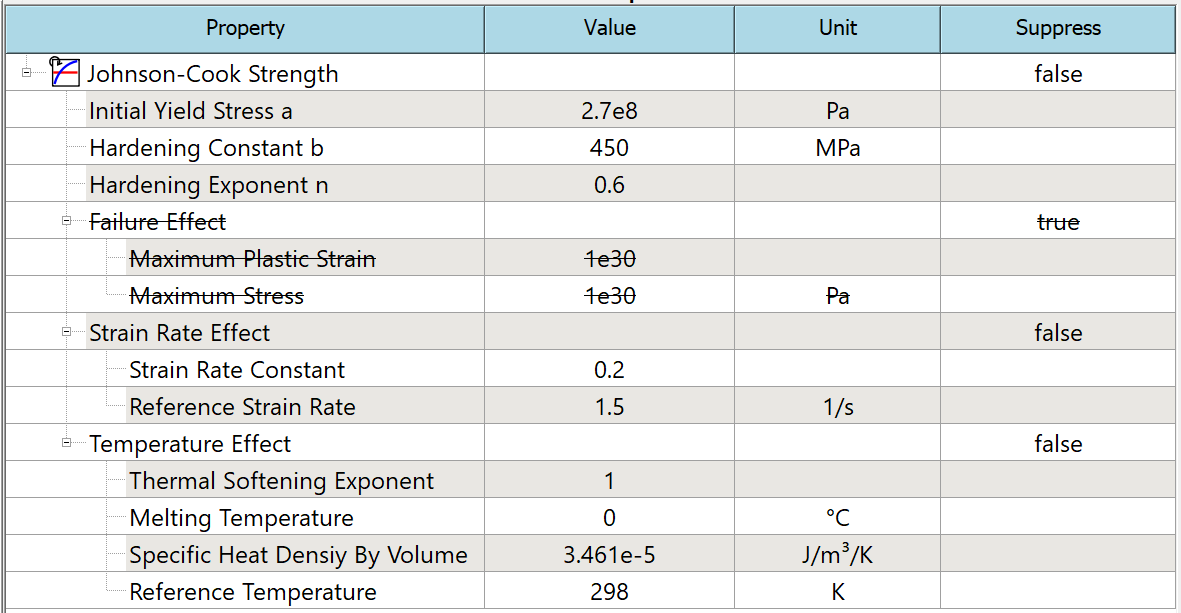 Property Value Unit Suppress
Johnson-Cook Strength false
Initial Yield Stress a 2.7e8 Pa
Hardening Constant b 450 MPa
Hardening Exponent n 0.6
Failure Effect true
Maximum Plastic Strain 1e30
Maximum Stress 1e30 Pa
Strain Rate Effect false
Strain Rate Constant 0.2
Reference Strain Rate 1.5 1/s
Temperature Effect false
Thermal Softening Exponent 1
Melting Temperature 0 °C
Specific Heat Densiy By Volume 3.461e-5 J/m³/K
Reference Temperature 298 K